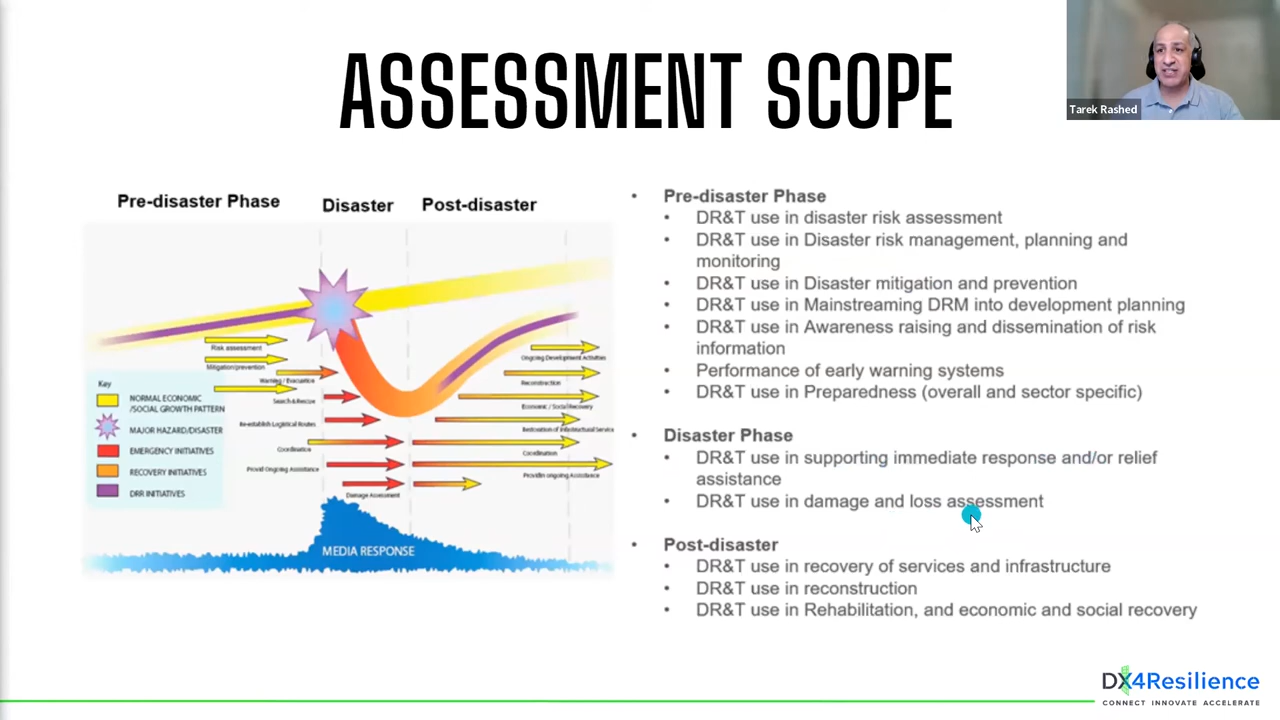 ASSESSMENT SCOPE
Tarek Rashed
Pre-disaster Phase
Disaster
Post-disaster
Risk assessment
Mitigation/prevention
Warning / Evacuation
Search & Rescue
Re-establish Logistical Routes
Coordination
Provid Ongoing Assistance
Damage Assessment
Ongoing Development Activities
Reconstruction
Economic / Social Recovery
Restoration of Infrastructural Service
Coordination
Providin ongoing Assistance
Key
NORMAL ECONOMIC
/SOCIAL GROWTH PATTERN
MAJOR HAZARD/DISASTER
EMERGENCY INITIATIVES
RECOVERY INITIATIVES
DRR INITIATIVES
MEDIA RESPONSE
• Pre-disaster Phase
• DR&T use in disaster risk assessment
• DR&T use in Disaster risk management, planning and
monitoring
• DR&T use in Disaster mitigation and prevention
• DR&T use in Mainstreaming DRM into development planning
• DR&T use in Awareness raising and dissemination of risk
information
• Performance of early warning systems
• DR&T use in Preparedness (overall and sector specific)
• Disaster Phase
• DR&T use in supporting immediate response and/or relief
assistance
• DR&T use in damage and loss assessment
• Post-disaster
• DR&T use in recovery of services and infrastructure
• DR&T use in reconstruction
• DR&T use in Rehabilitation, and economic and social recovery
DX4Resilience
CONNECT INNOVATE ACCELERATE